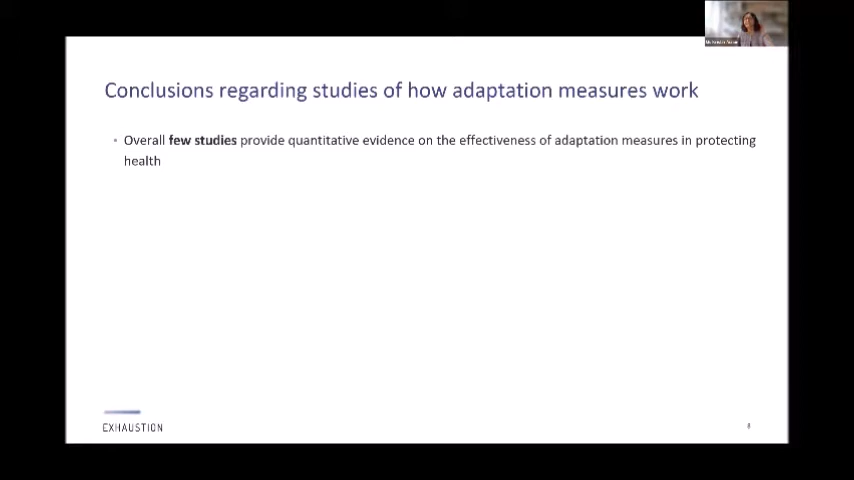 Conclusions regarding studies of how adaptation measures work
• Overall few studies provide quantitative evidence on the effectiveness of adaptation measures in protecting
health
EXHAUSTION
8